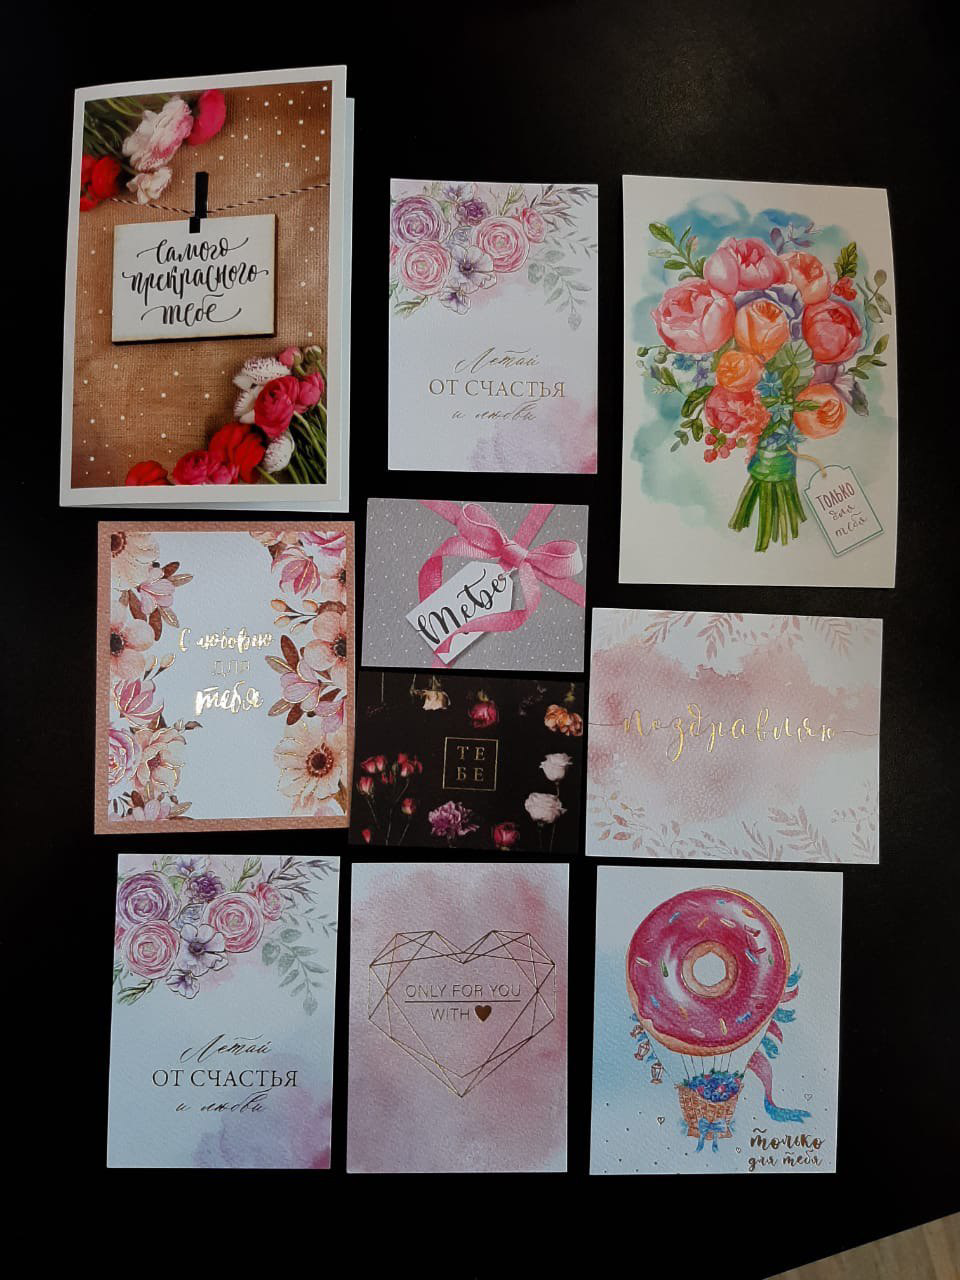 самого
прекрасного
тебе
Летай
ОТ СЧАСТЬЯ
и любви
ТОЛЬКО
для
тебя
С любовью
ДЛЯ
тебя
тебе
ТЕ
БЕ
поздравляю
Летай
ОТ СЧАСТЬЯ
и любви
ONLY FOR YOU
WITH ♥
только
для тебя